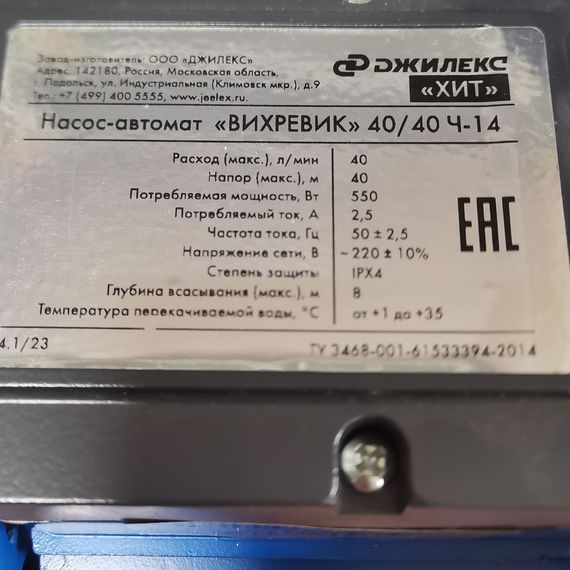 Завод-изготовитель: ООО «ДЖИЛЕКС»
Адрес: 142180, Россия, Московская область,
г. Подольск, ул. Индустриальная (Климовск мкр.), д.9
Тел.: +7 (499) 400 5555, www.jeelex.ru
ДЖИЛЕКС
«ХИТ»
Насос-автомат «ВИХРЕВИК» 40/40 Ч-14
Расход (макс.), л/мин 40
Напор (макс.), м 40
Потребляемая мощность, Вт 550
Потребляемый ток, А 2,5
Частота тока, Гц 50 ± 2,5
Напряжение сети, В ~220 ± 10%
Степень защиты IPX4
Глубина всасывания (макс.), м 8
Температура перекачиваемой воды, °С от +1 до +35
EAC
4.1/23
ТУ 3468-001-61533394-2014